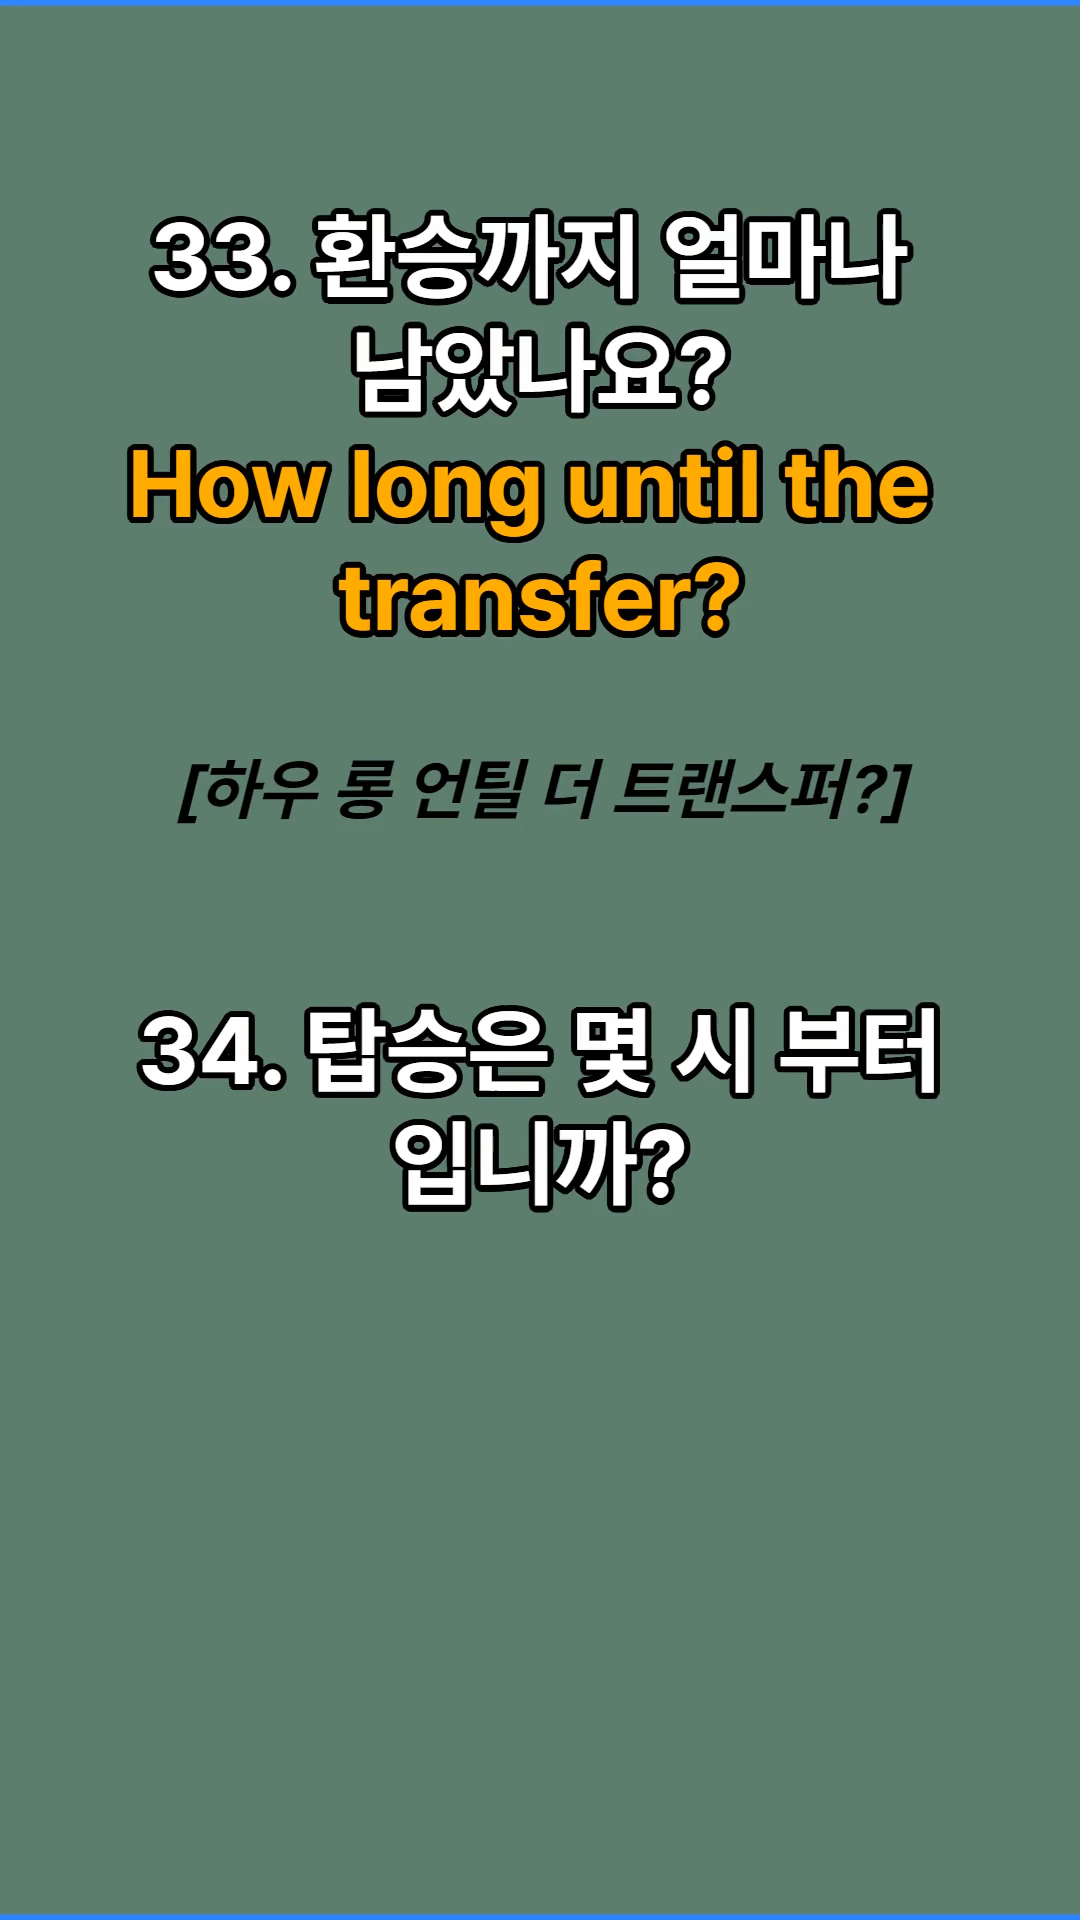 33. 환승까지 얼마나
남았나요?
How long until the
transfer?
[하우 롱 언틸 더 트랜스퍼?]
34. 탑승은 몇 시 부터
입니까?